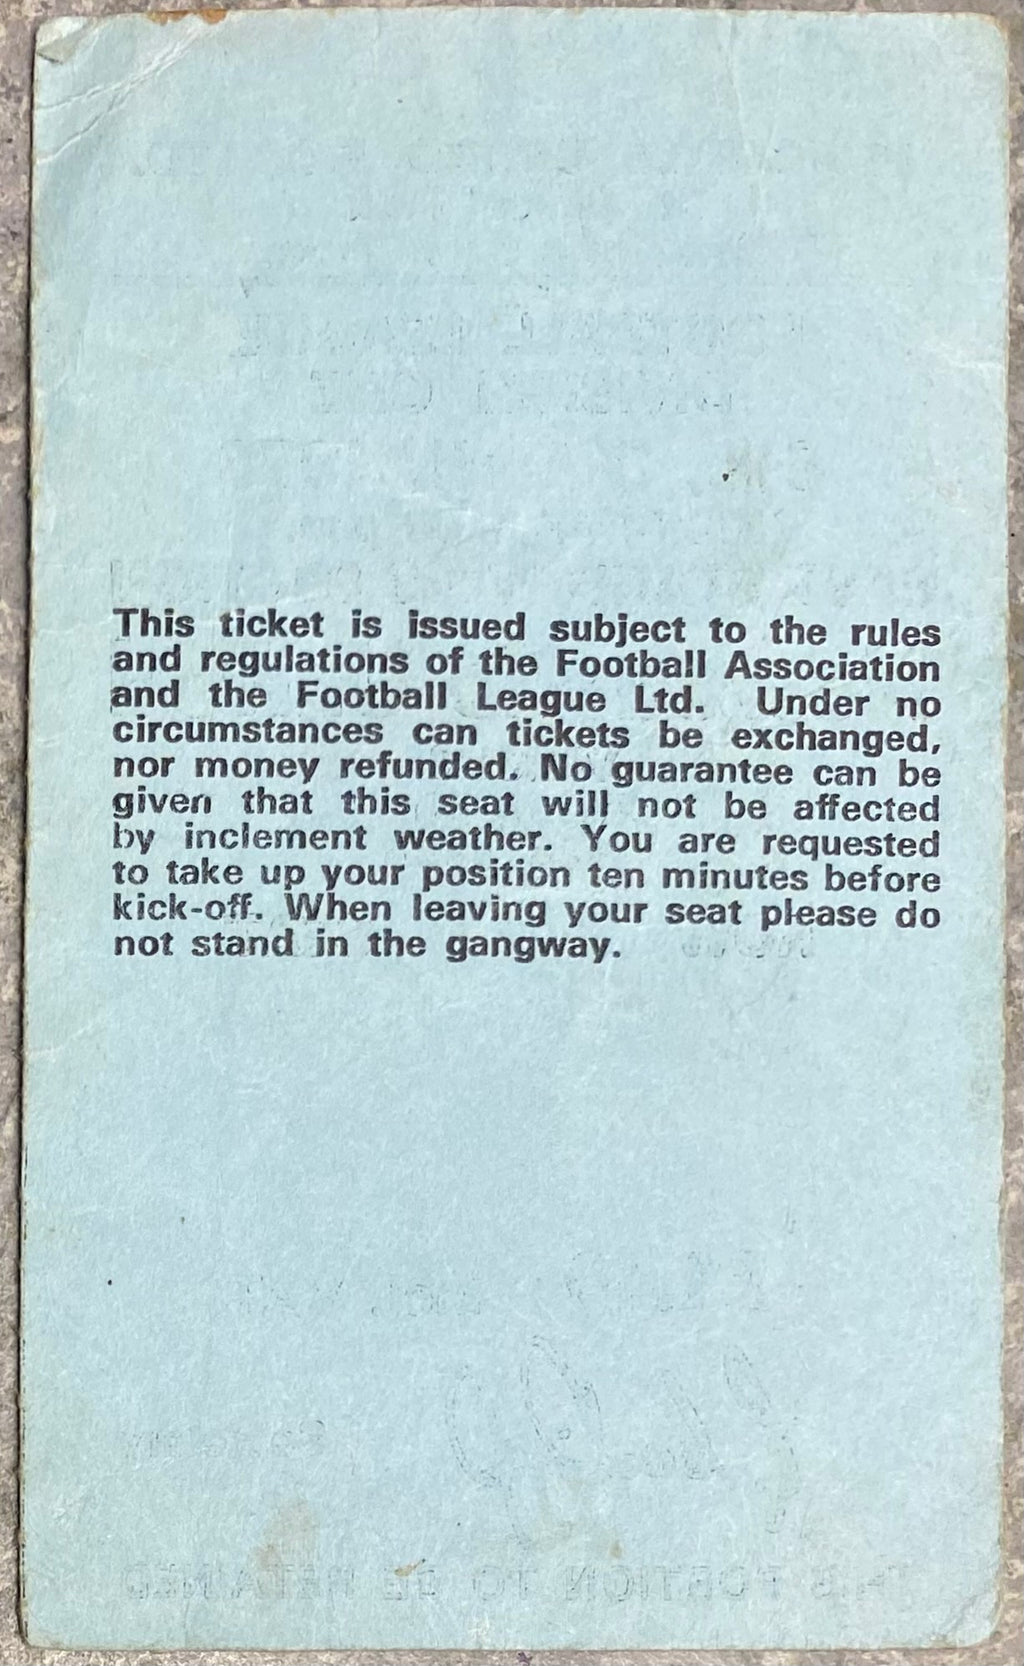 This ticket is issued subject to the rules
and regulations of the Football Association
and the Football League Ltd. Under no
circumstances can tickets be exchanged,
nor money refunded. No guarantee can be
given that this seat will not be affected
by inclement weather. You are requested
to take up your position ten minutes before
kick-off. When leaving your seat please do
not stand in the gangway.